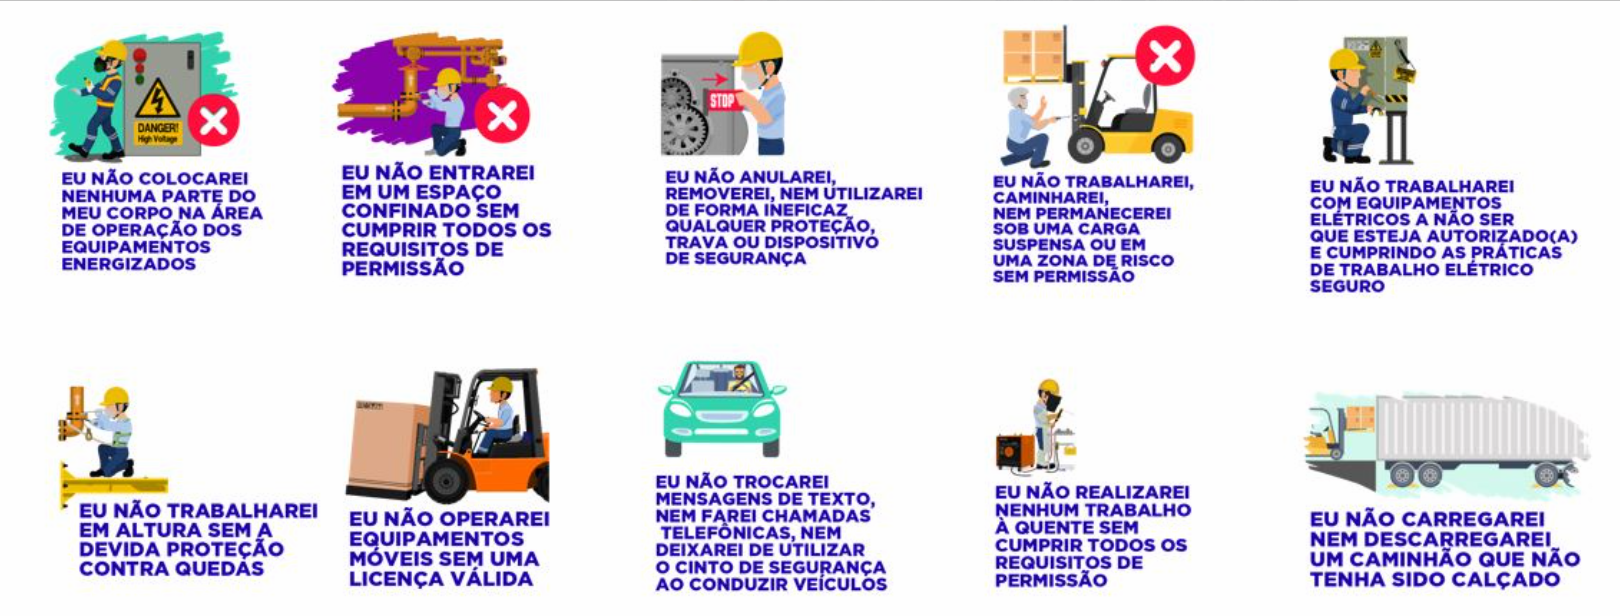 DANGER!
High Voltage
EU NÃO COLOCAREI
NENHUMA PARTE DO
MEU CORPO NA ÁREA
DE OPERAÇÃO DOS
EQUIPAMENTOS
ENERGIZADOS
EU NÃO ENTRAREI
EM UM ESPAÇO
CONFINADO SEM
CUMPRIR TODOS OS
REQUISITOS DE
PERMISSÃO
STOP
EU NÃO ANULAREI,
REMOVEREI, NEM UTILIZAREI
DE FORMA INEFICAZ
QUALQUER PROTEÇÃO,
TRAVA OU DISPOSITIVO
DE SEGURANÇA
EU NÃO TRABALHAREI,
CAMINHAREI,
NEM PERMANECEREI
SOB UMA CARGA
SUSPENSA OU EM
UMA ZONA DE RISCO
SEM PERMISSÃO
EU NÃO TRABALHAREI
COM EQUIPAMENTOS
ELÉTRICOS A NÃO SER
QUE ESTEJA AUTORIZADO(A)
E CUMPRINDO AS PRÁTICAS
DE TRABALHO ELÉTRICO
SEGURO
EU NÃO TRABALHAREI
EM ALTURA SEM A
DEVIDA PROTEÇÃO
CONTRA QUEDAS
EU NÃO OPERAREI
EQUIPAMENTOS
MÓVEIS SEM UMA
LICENÇA VÁLIDA
EU NÃO TROCAREI
MENSAGENS DE TEXTO,
NEM FAREI CHAMADAS
TELEFÔNICAS, NEM
DEIXAREI DE UTILIZAR
O CINTO DE SEGURANÇA
AO CONDUZIR VEÍCULOS
EU NÃO REALIZAREI
NENHUM TRABALHO
À QUENTE SEM
CUMPRIR TODOS OS
REQUISITOS DE
PERMISSÃO
EU NÃO CARREGAREI
NEM DESCARREGAREI
UM CAMINHÃO QUE NÃO
TENHA SIDO CALÇADO